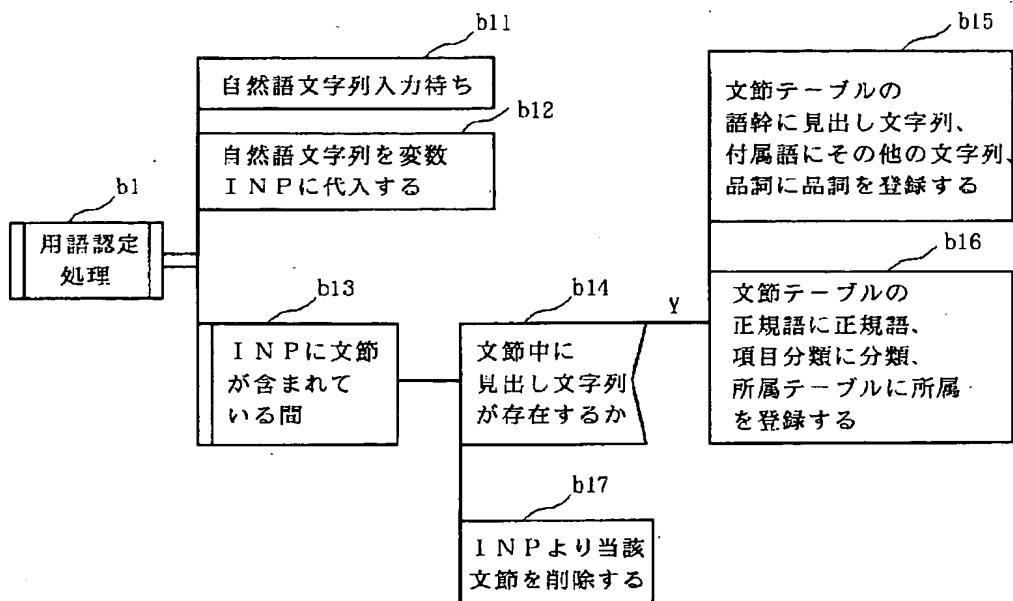 b11
自然語文字列入力待ち
b12
自然語文字列を変数
ＩＮＰに代入する
b1
用語認定
処理
b13
ＩＮＰに文節
が含まれて
いる間
b14
文節中に
見出し文字列
が存在するか
Y
b15
文節テーブルの
語幹に見出し文字列、
付属語にその他の文字列、
品詞に品詞を登録する
b16
文節テーブルの
正規語に正規語、
項目分類に分類、
所属テーブルに所属
を登録する
b17
ＩＮＰより当該
文節を削除する